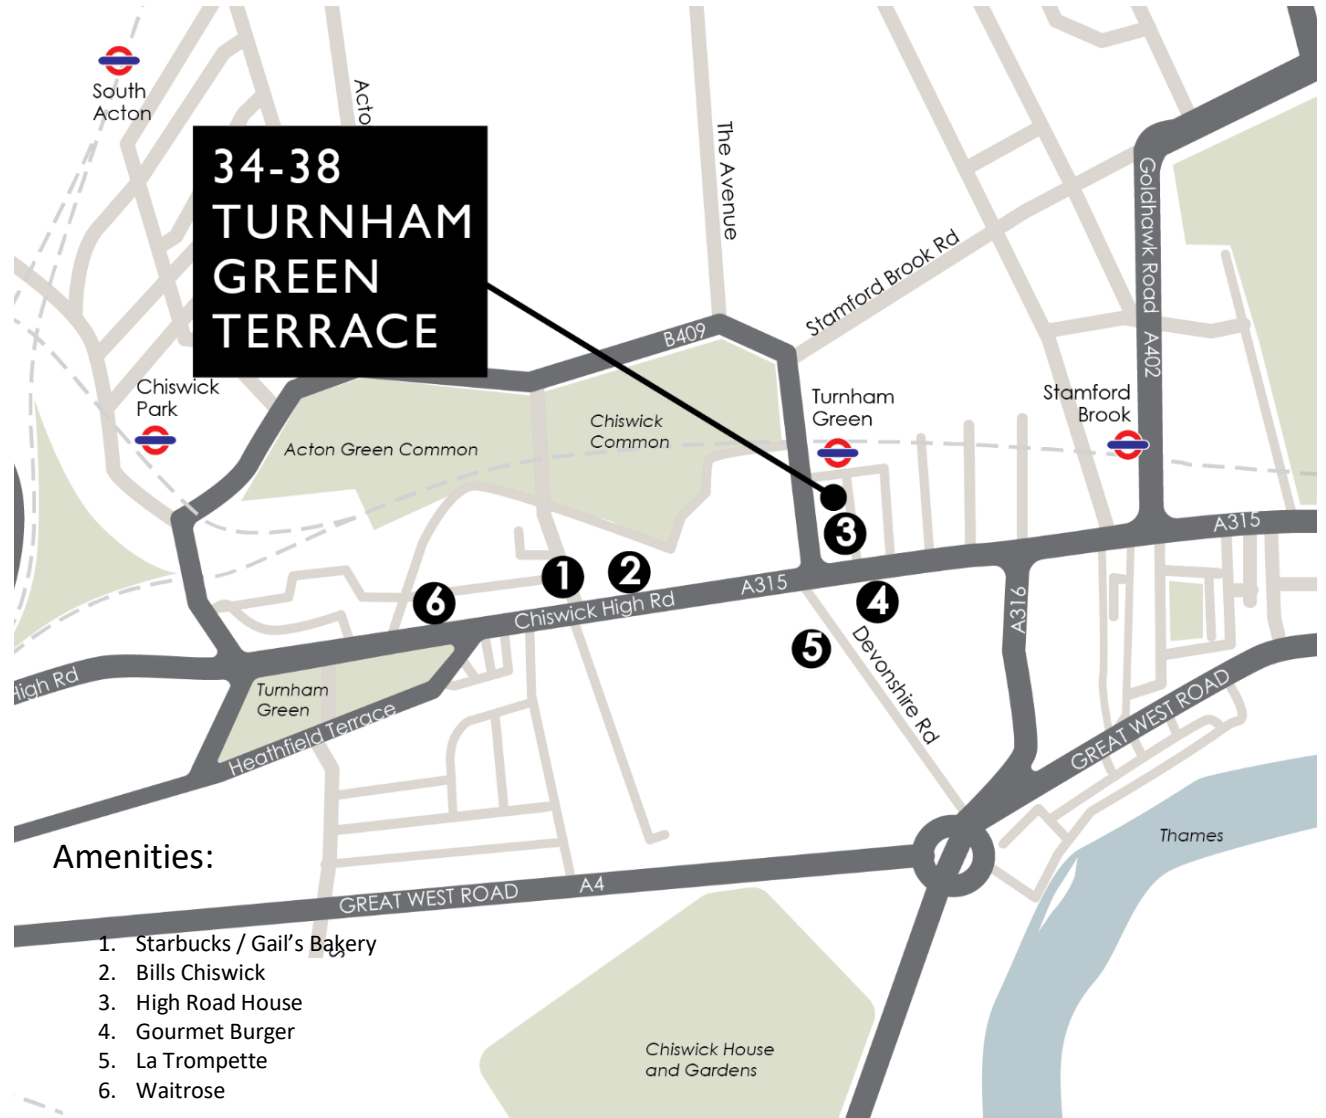 South
Acton
Acto
34-38
TURNHAM
GREEN
TERRACE
The Avenue
Goldhawk Road A402
Stamford Brook Rd
B409
Chiswick
Park
Turnham
Green
Stamford
Brook
Acton Green Common
Chiswick
Common
A315
3
A315
1
2
6
Chiswick High Rd
4
5
A316
Devonshire Rd
High Rd
Turnham
Green
Heathfield Terrace
GREAT WEST ROAD
Thames
Amenities:
GREAT WEST ROAD A4
S
1. Starbucks / Gail’s Bakery
2. Bills Chiswick
3. High Road House
4. Gourmet Burger
5. La Trompette
6. Waitrose
Chiswick House
and Gardens